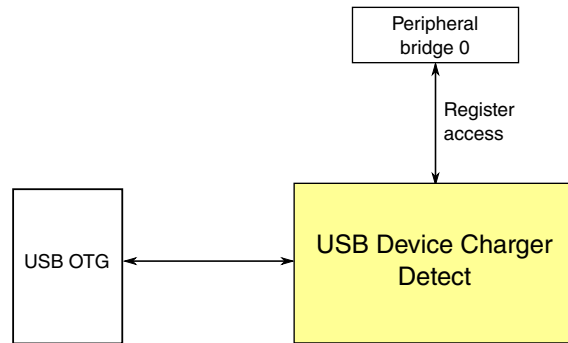 Peripheral
bridge 0
Register
access
USB OTG
USB Device Charger
Detect